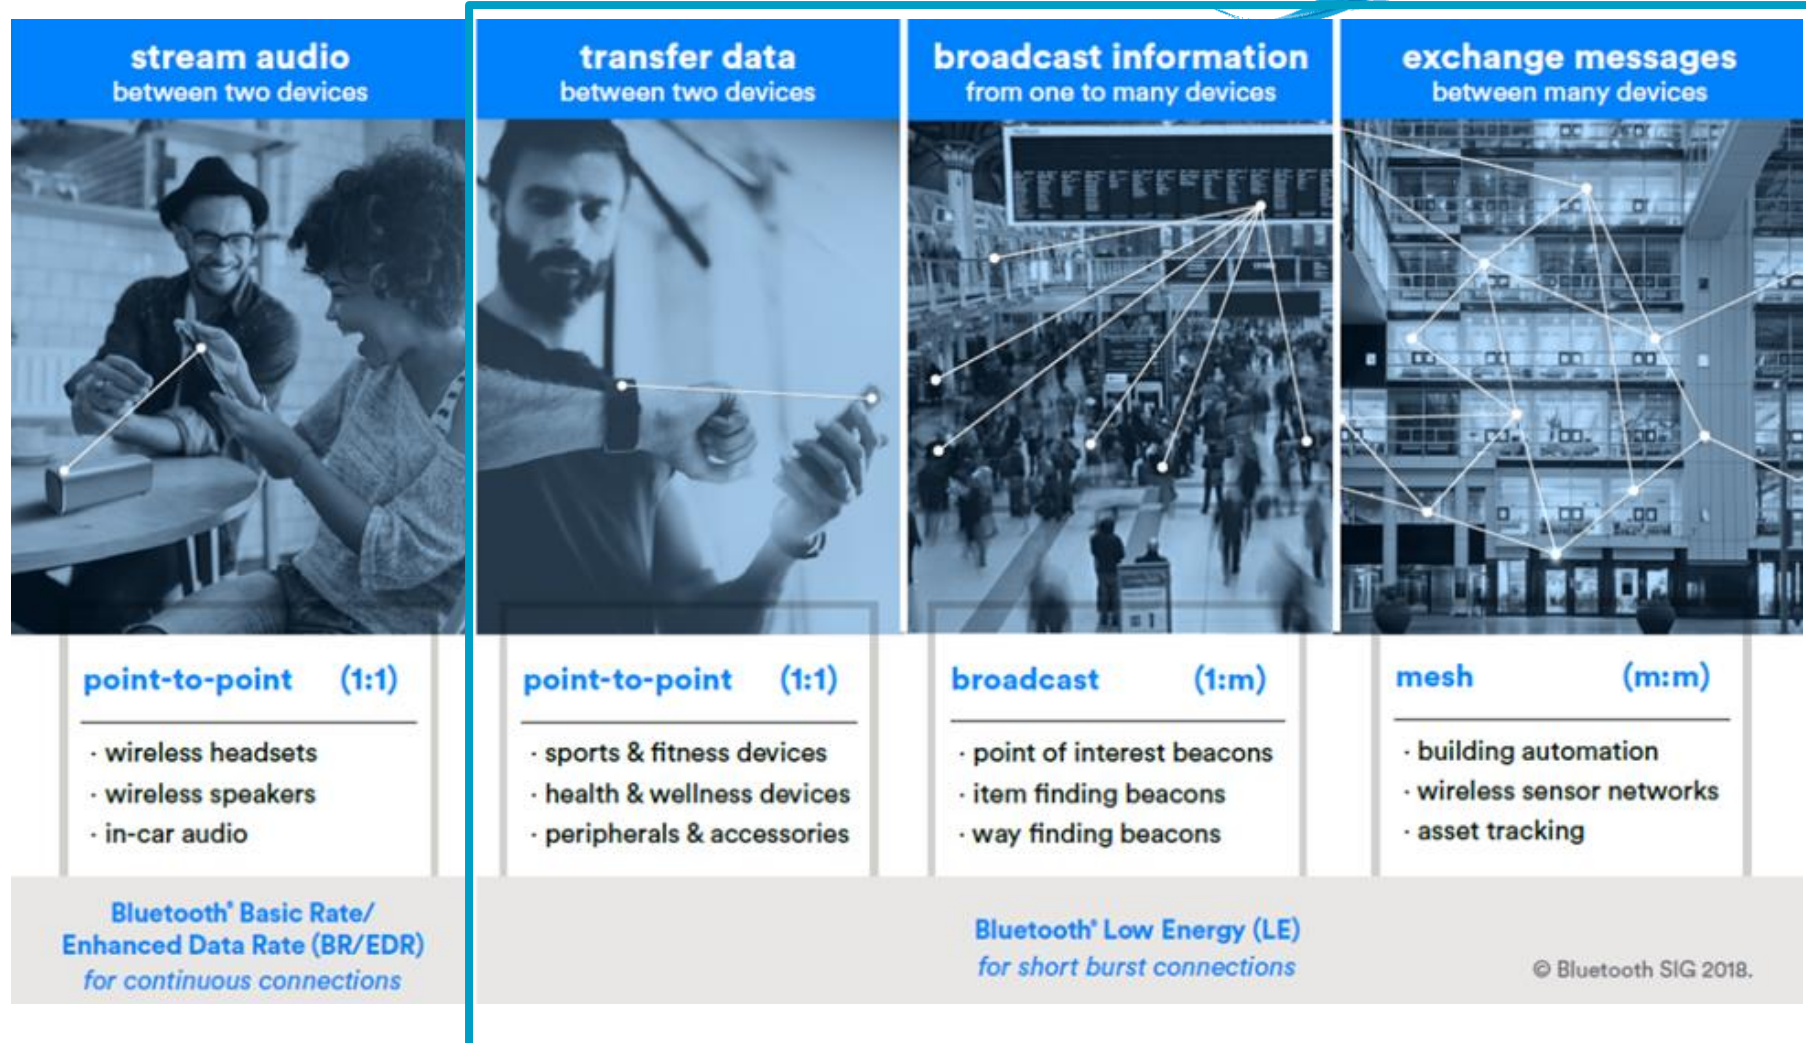 stream audio
between two devices
transfer data
between two devices
broadcast information
from one to many devices
exchange messages
between many devices
point-to-point (1:1)
· wireless headsets
· wireless speakers
· in-car audio
point-to-point (1:1)
· sports & fitness devices
· health & wellness devices
· peripherals & accessories
broadcast (1:m)
· point of interest beacons
· item finding beacons
· way finding beacons
mesh (m:m)
· building automation
· wireless sensor networks
· asset tracking
Bluetooth® Basic Rate/
Enhanced Data Rate (BR/EDR)
for continuous connections
Bluetooth® Low Energy (LE)
for short burst connections
© Bluetooth SIG 2018.